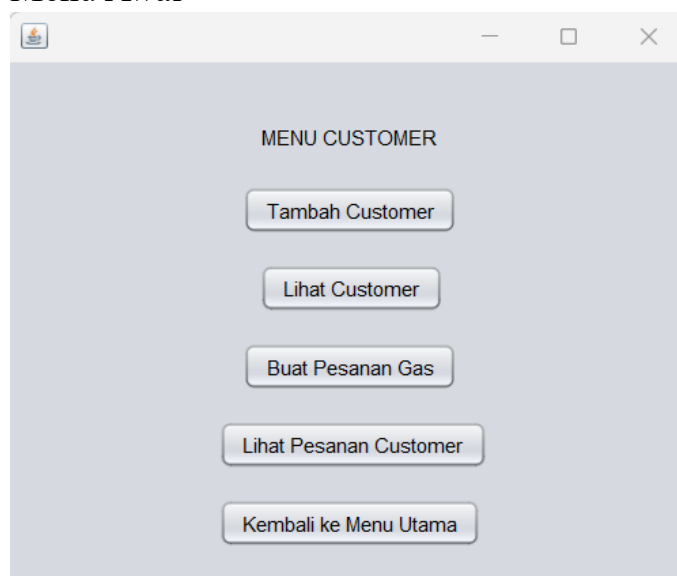 MENU CUSTOMER
Tambah Customer
Lihat Customer
Buat Pesanan Gas
Lihat Pesanan Customer
Kembali ke Menu Utama